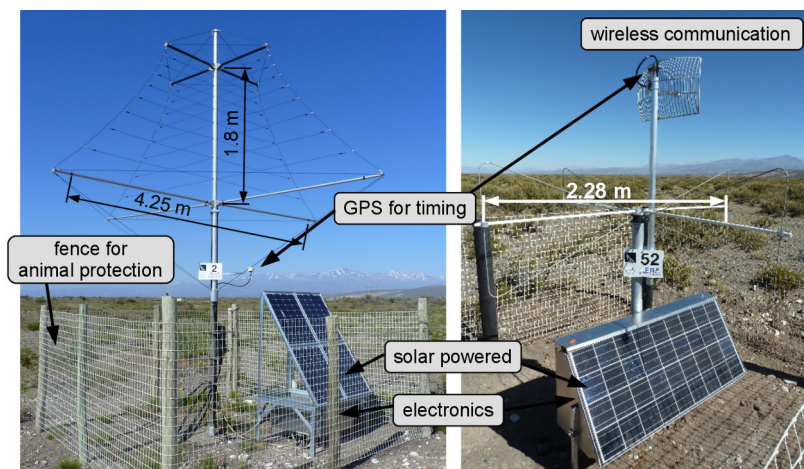 wireless communication
1.8 m
4.25 m
2.28 m
GPS for timing
fence for
animal protection
2
52
ERA
solar powered
electronics